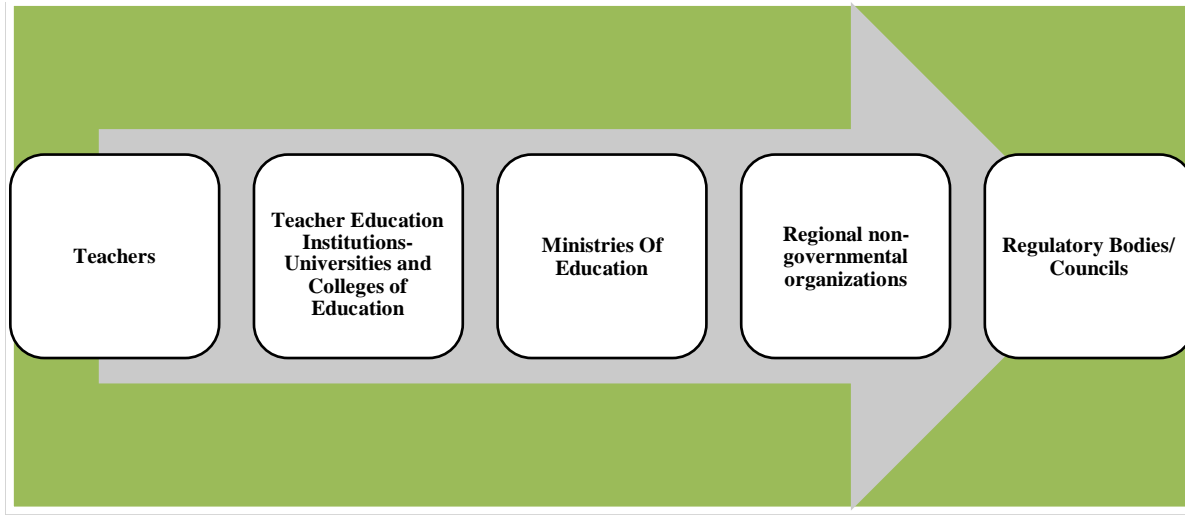 Teachers
Teacher Education
Institutions-
Universities and
Colleges of
Education
Ministries Of
Education
Regional non-
governmental
organizations
Regulatory Bodies/
Councils